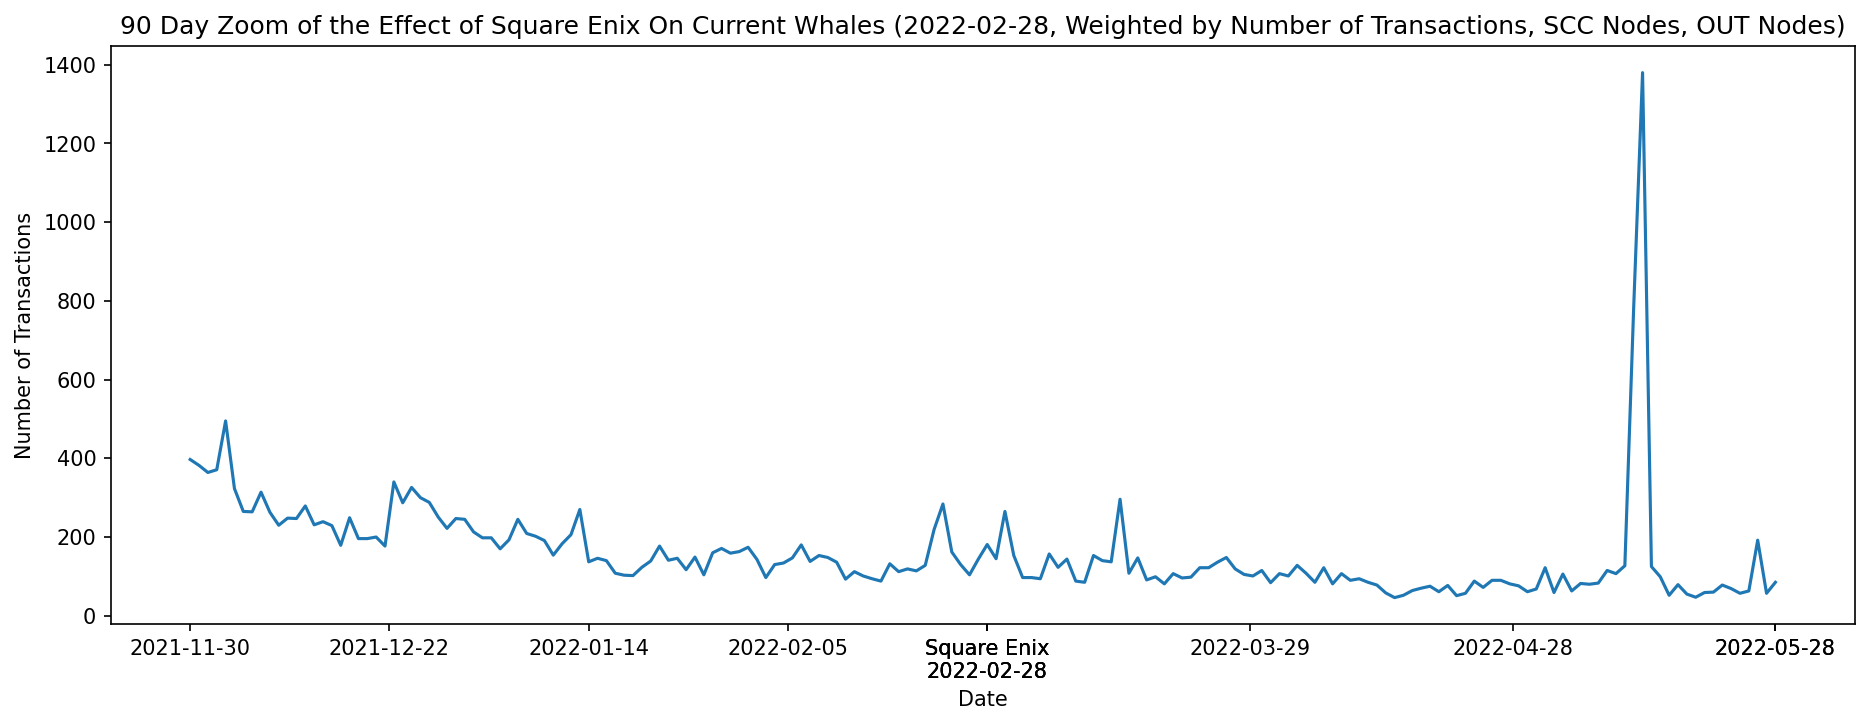 90 Day Zoom of the Effect of Square Enix On Current Whales (2022-02-28, Weighted by Number of Transactions, SCC Nodes, OUT Nodes)
1400
1200
1000
800
600
400
200
0
Number of Transactions
2021-11-30 2021-12-22 2022-01-14 2022-02-05 Square Enix 2022-03-29 2022-04-28 2022-05-28
2022-02-28
Date